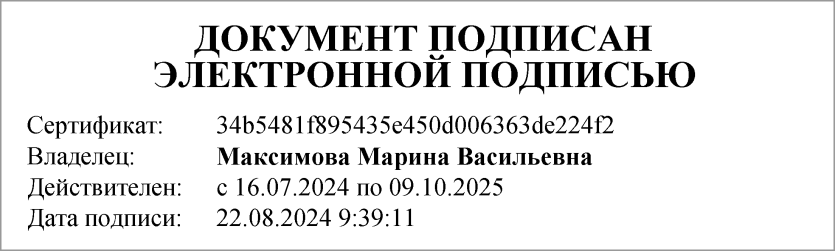 ДОКУМЕНТ ПОДПИСАН
ЭЛЕКТРОННОЙ ПОДПИСЬЮ
Сертификат: 34b5481f895435e450d006363de224f2
Владелец: Максимова Марина Васильевна
Действителен: с 16.07.2024 по 09.10.2025
Дата подписи: 22.08.2024 9:39:11